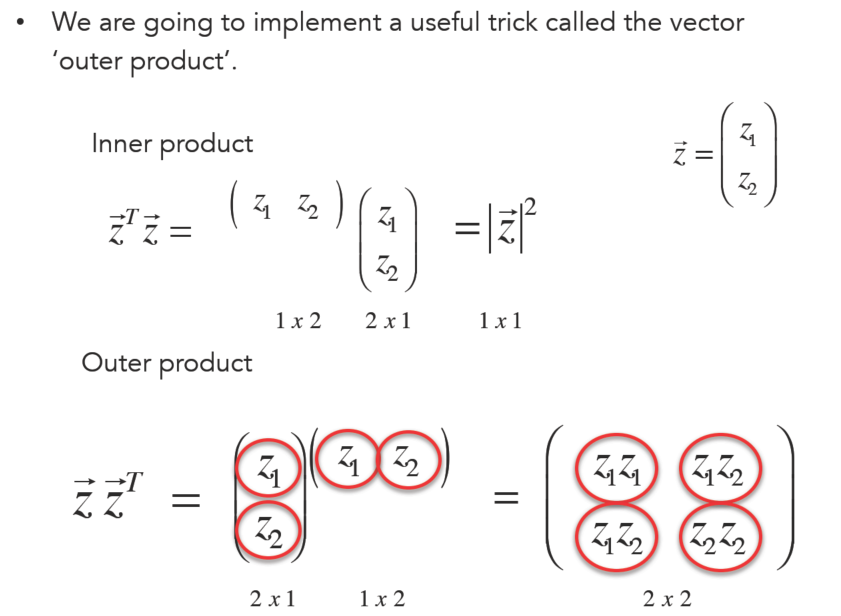 • We are going to implement a useful trick called the vector
'outer product'.
Inner product
$\vec{z} = \begin{pmatrix} z_1 \\ z_2 \end{pmatrix}$
$\vec{z}^T \vec{z} = \begin{pmatrix} z_1 & z_2 \end{pmatrix} \begin{pmatrix} z_1 \\ z_2 \end{pmatrix} = |\vec{z}|^2$
1 x 2 2 x 1 1 x 1
Outer product
$\vec{z} \, \vec{z}^T = \begin{pmatrix} z_1 \\ z_2 \end{pmatrix} \begin{pmatrix} z_1 & z_2 \end{pmatrix} = \begin{pmatrix} z_1 z_1 & z_1 z_2 \\ z_1 z_2 & z_2 z_2 \end{pmatrix}$
2 x 1 1 x 2 2 x 2